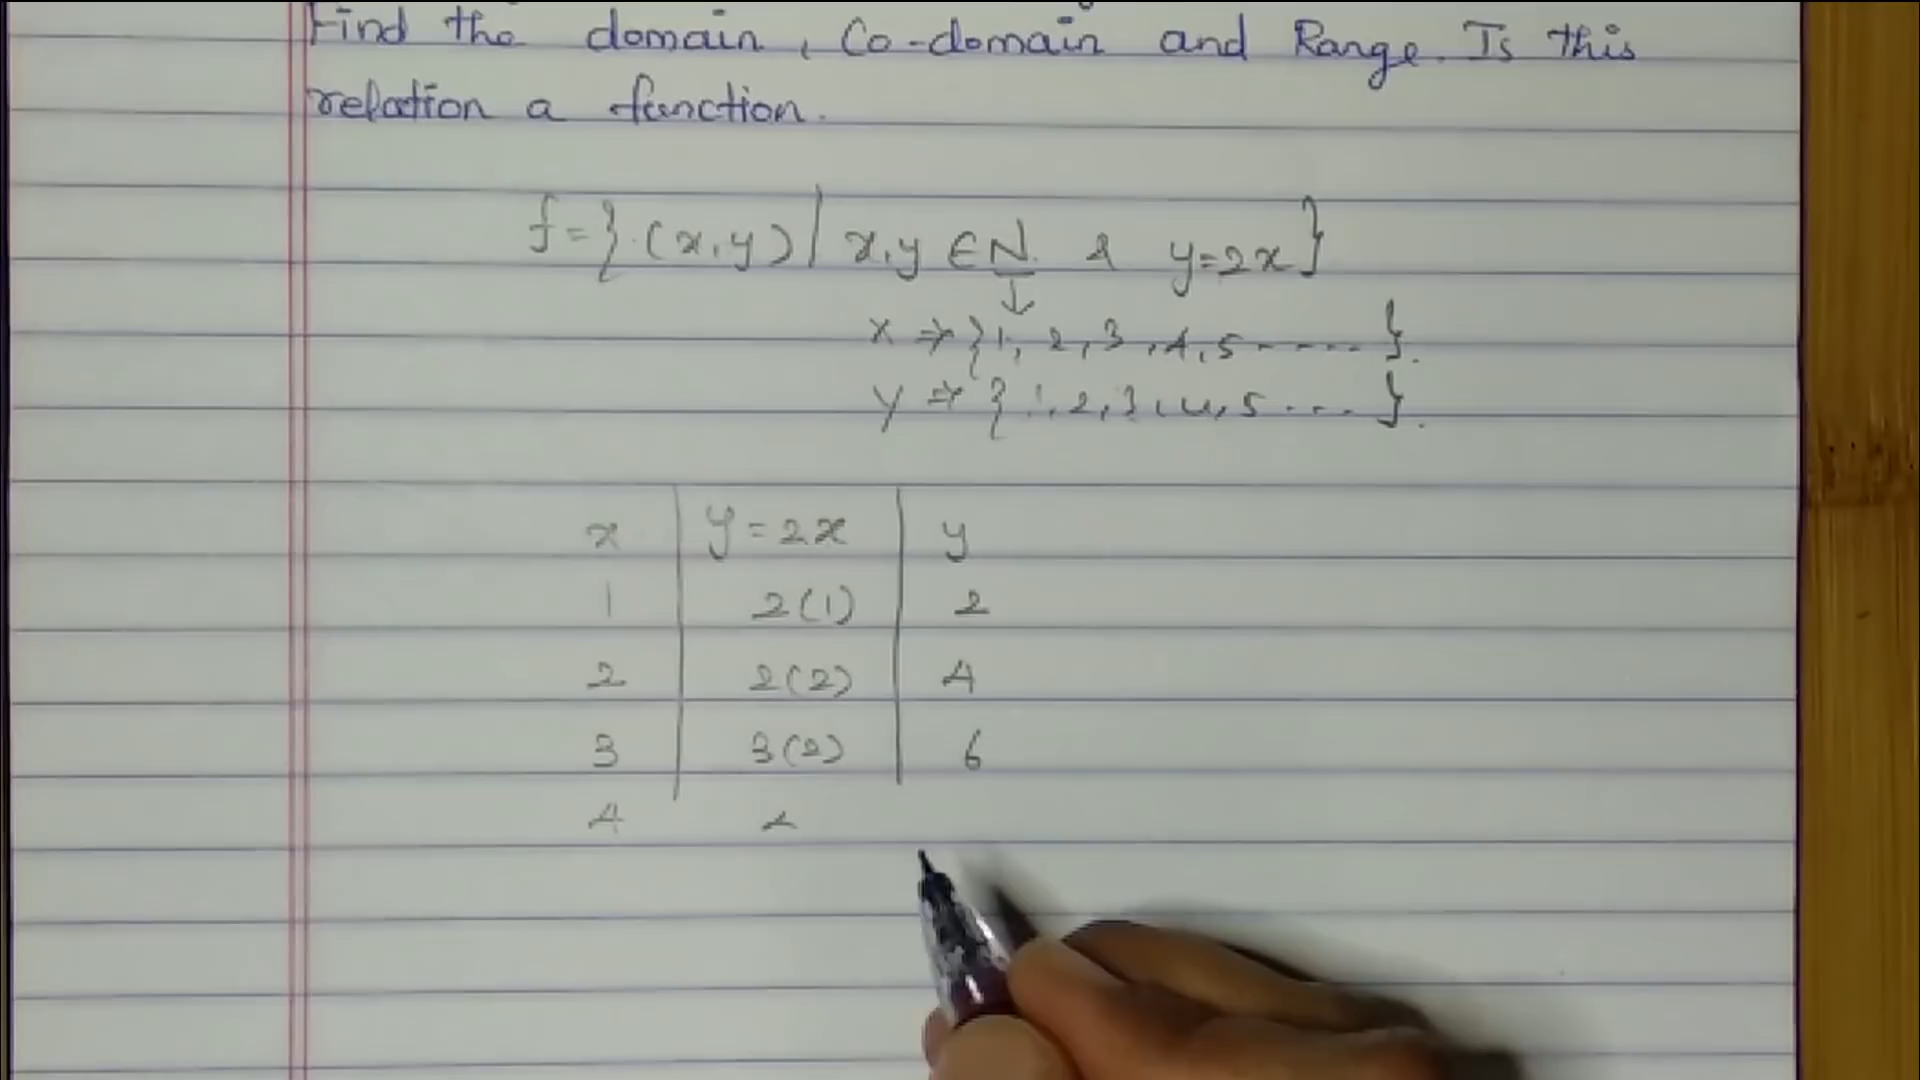 Find the domain, Co-domain and Range. Is this
relation a function.
f = {(x,y) | x,y ∈ N & y=2x}
↓
x ⇒ {1, 2, 3, 4, 5 ----- }.
y ⇒ {1, 2, 3, 4, 5 ... }.
x | y = 2x | y
1 | 2(1) | 2
2 | 2(2) | 4
3 | 3(2) | 6
4